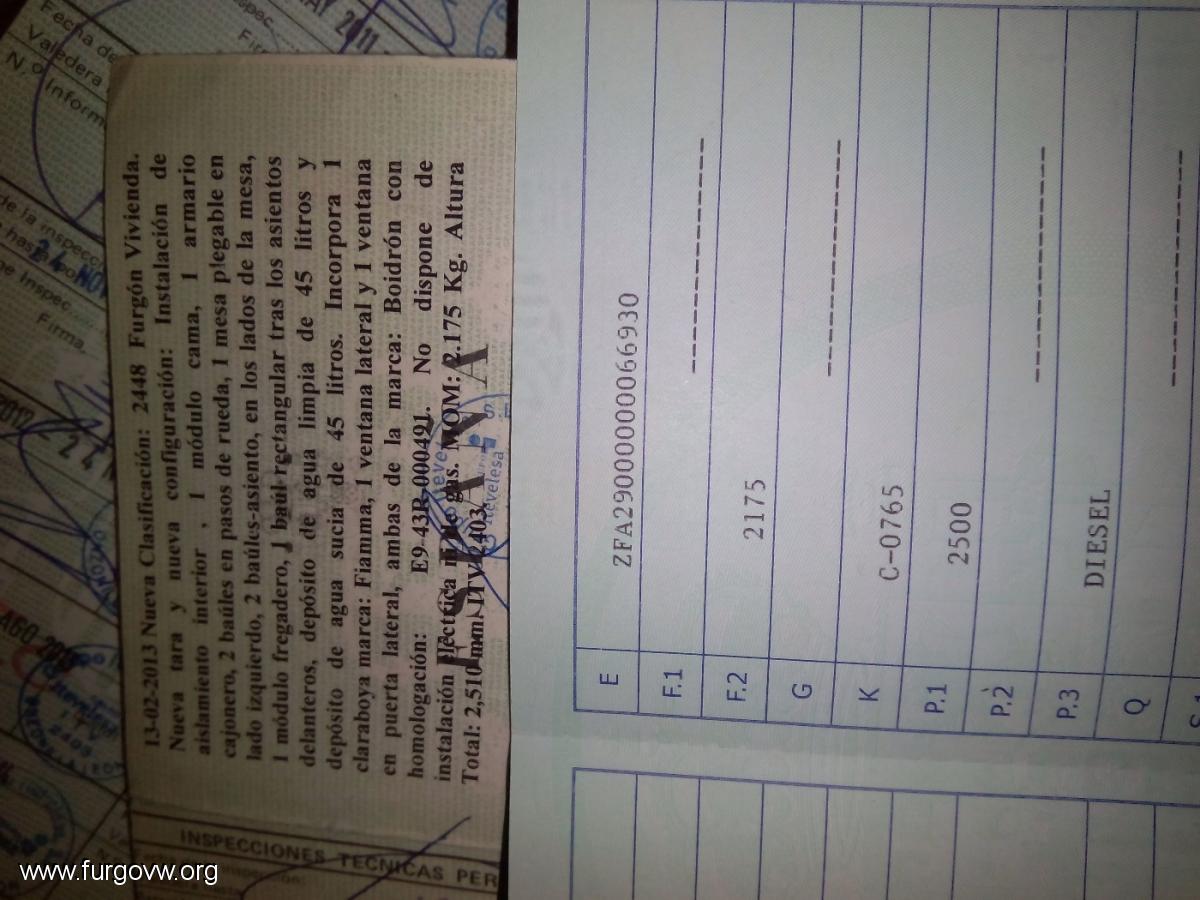 Fecha de
Valedera
N.º Inform
Firma
INSPECCIONES TECNICAS PER
13-02-2013 Nueva Clasificación: 2448 Furgón Vivienda.
Nueva tara y nueva configuración: Instalación de
aislamiento interior , 1 módulo cama, 1 armario
cajonero, 2 baúles en pasos de rueda, 1 mesa plegable en
lado izquierdo, 2 baúles-asiento, en los lados de la mesa,
1 módulo fregadero, 1 baúl rectangular tras los asientos
delanteros, depósito de agua limpia de 45 litros y
depósito de agua sucia de 45 litros. Incorpora 1
claraboya marca: Fiamma, 1 ventana lateral y 1 ventana
en puerta lateral, ambas de la marca: Boidrón con
homologación: E9-43R-000491. No dispone de
instalación eléctrica ni de gas. MOM: 2.175 Kg. Altura
Total: 2,510 mm. ITV 2403
E ZFA29000000066930
F.1 --------------
F.2 2175
G --------------
K C-0765
P.1 2500
P.2 --------------
P.3 DIESEL
Q --------------
www.furgovw.org